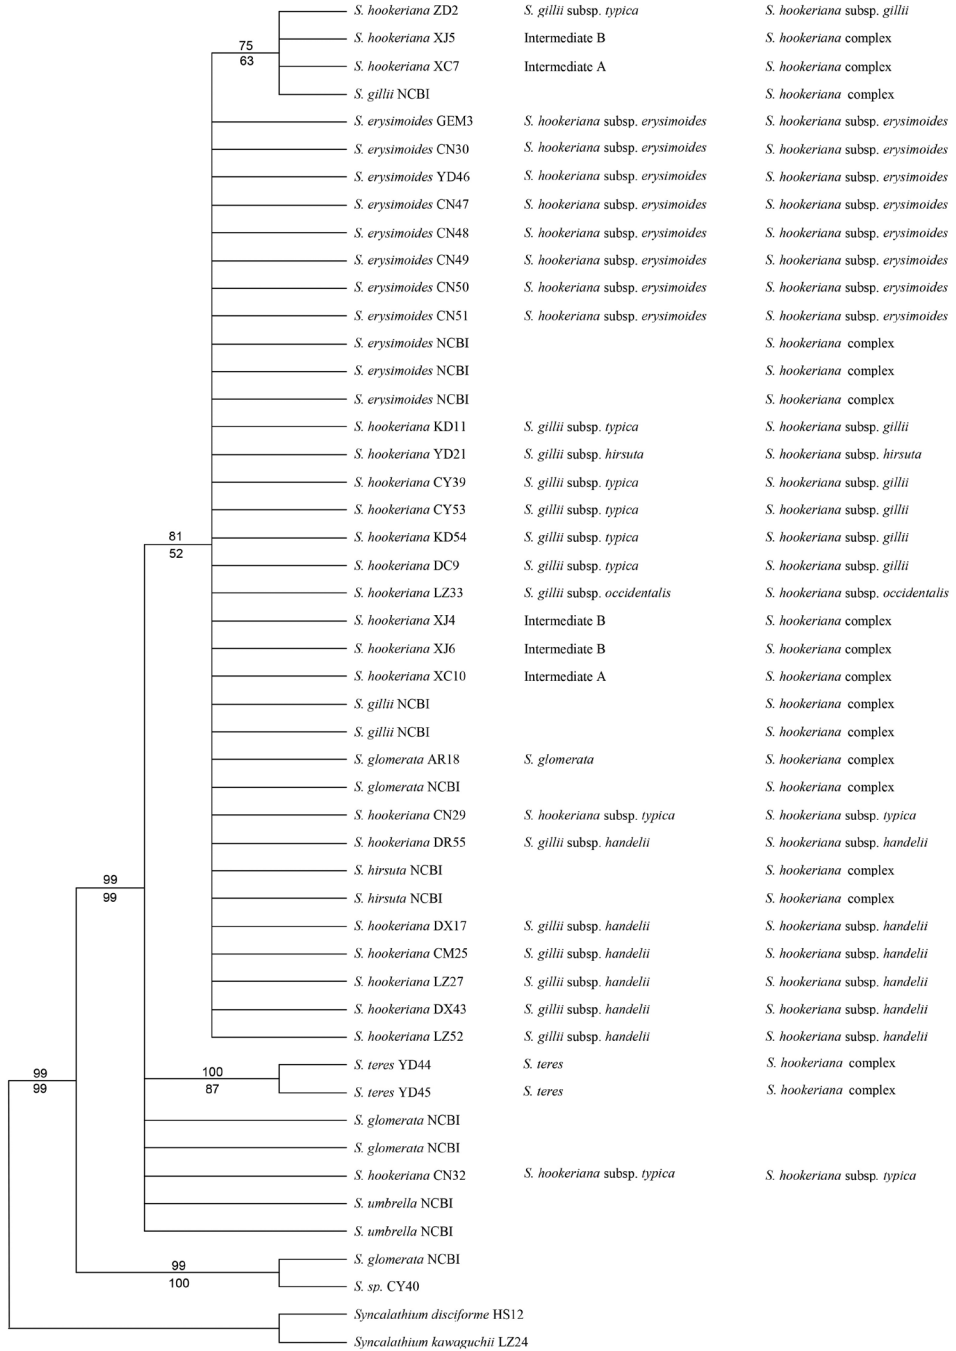 S. hookeriana ZD2 S. gillii subsp. typica S. hookeriana subsp. gillii
75
S. hookeriana XJ5 Intermediate B S. hookeriana complex
63
S. hookeriana XC7 Intermediate A S. hookeriana complex
S. gillii NCBI S. hookeriana complex
S. erysimoides GEM3 S. hookeriana subsp. erysimoides S. hookeriana subsp. erysimoides
S. erysimoides CN30 S. hookeriana subsp. erysimoides S. hookeriana subsp. erysimoides
S. erysimoides YD46 S. hookeriana subsp. erysimoides S. hookeriana subsp. erysimoides
S. erysimoides CN47 S. hookeriana subsp. erysimoides S. hookeriana subsp. erysimoides
S. erysimoides CN48 S. hookeriana subsp. erysimoides S. hookeriana subsp. erysimoides
S. erysimoides CN49 S. hookeriana subsp. erysimoides S. hookeriana subsp. erysimoides
S. erysimoides CN50 S. hookeriana subsp. erysimoides S. hookeriana subsp. erysimoides
S. erysimoides CN51 S. hookeriana subsp. erysimoides S. hookeriana subsp. erysimoides
S. erysimoides NCBI S. hookeriana complex
S. erysimoides NCBI S. hookeriana complex
S. erysimoides NCBI S. hookeriana complex
S. hookeriana KD11 S. gillii subsp. typica S. hookeriana subsp. gillii
S. hookeriana YD21 S. gillii subsp. hirsuta S. hookeriana subsp. hirsuta
S. hookeriana CY39 S. gillii subsp. typica S. hookeriana subsp. gillii
S. hookeriana CY53 S. gillii subsp. typica S. hookeriana subsp. gillii
81
S. hookeriana KD54 S. gillii subsp. typica S. hookeriana subsp. gillii
52
S. hookeriana DC9 S. gillii subsp. typica S. hookeriana subsp. gillii
S. hookeriana LZ33 S. gillii subsp. occidentalis S. hookeriana subsp. occidentalis
S. hookeriana XJ4 Intermediate B S. hookeriana complex
S. hookeriana XJ6 Intermediate B S. hookeriana complex
S. hookeriana XC10 Intermediate A S. hookeriana complex
S. gillii NCBI S. hookeriana complex
S. gillii NCBI S. hookeriana complex
S. glomerata AR18 S. glomerata S. hookeriana complex
S. glomerata NCBI S. hookeriana complex
S. hookeriana CN29 S. hookeriana subsp. typica S. hookeriana subsp. typica
S. hookeriana DR55 S. gillii subsp. handelii S. hookeriana subsp. handelii
S. hirsuta NCBI S. hookeriana complex
99
S. hirsuta NCBI S. hookeriana complex
99
S. hookeriana DX17 S. gillii subsp. handelii S. hookeriana subsp. handelii
S. hookeriana CM25 S. gillii subsp. handelii S. hookeriana subsp. handelii
S. hookeriana LZ27 S. gillii subsp. handelii S. hookeriana subsp. handelii
S. hookeriana DX43 S. gillii subsp. handelii S. hookeriana subsp. handelii
S. hookeriana LZ52 S. gillii subsp. handelii S. hookeriana subsp. handelii
S. teres YD44 S. teres S. hookeriana complex
99 100
99 87
S. teres YD45 S. teres S. hookeriana complex
S. glomerata NCBI
S. glomerata NCBI
S. hookeriana CN32 S. hookeriana subsp. typica S. hookeriana subsp. typica
S. umbrella NCBI
S. umbrella NCBI
S. glomerata NCBI
99
100
S. sp. CY40
Syncalathium disciforme HS12
Syncalathium kawaguchii LZ24